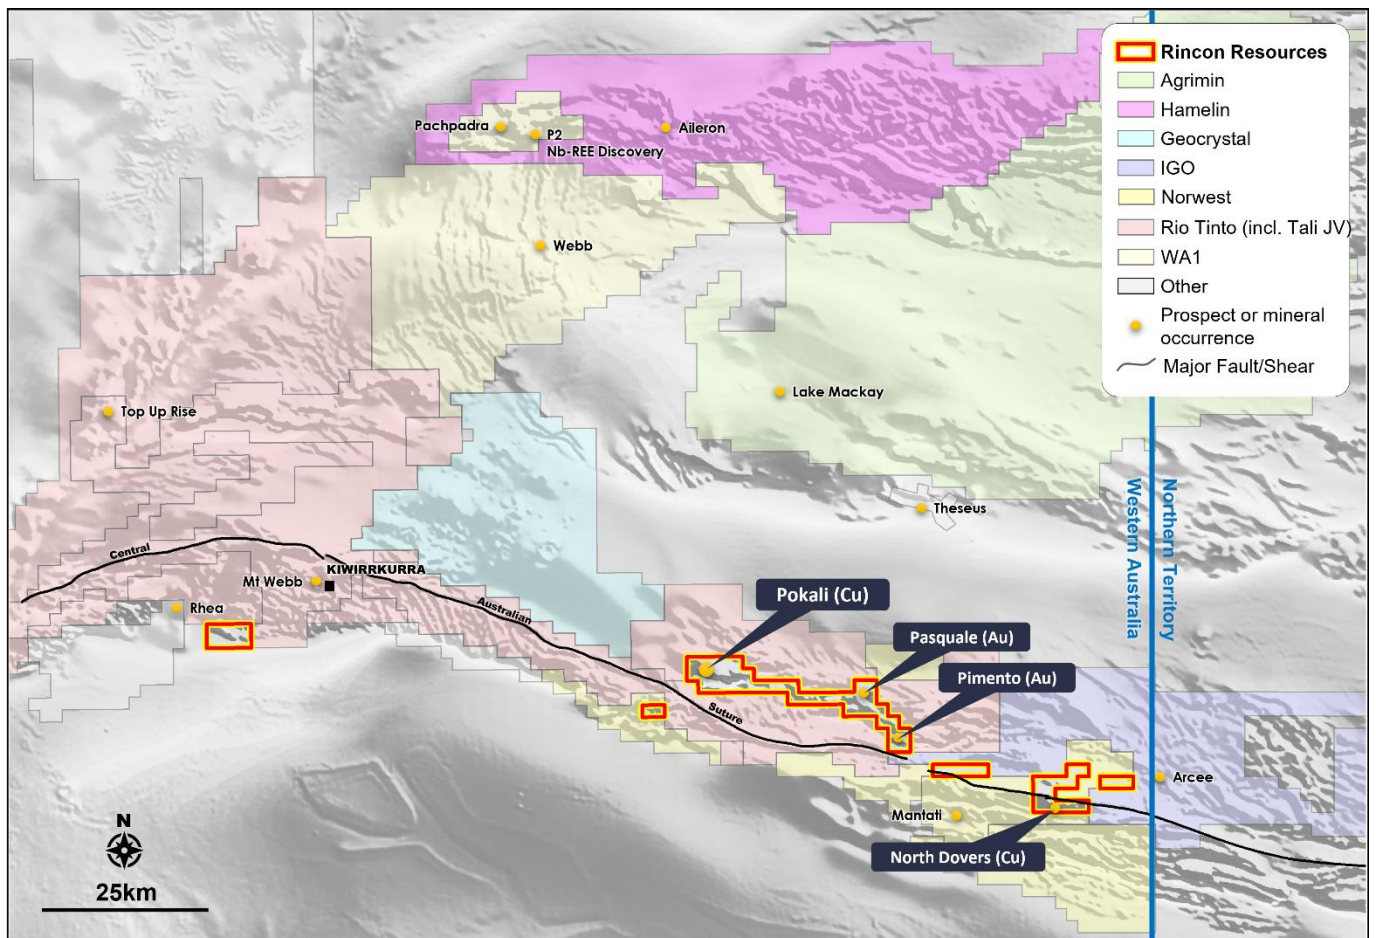 Rincon Resources
Agrimin
Hamelin
Geocrystal
IGO
Norwest
Rio Tinto (incl. Tali JV)
WA1
Other
Prospect or mineral
occurrence
Major Fault/Shear
Pachpadra
P2
Nb-REE Discovery
Aileron
Webb
Top Up Rise
Lake Mackay
Theseus
Western Australia
Northern Territory
Central
Mt Webb
KIWIRRKURRA
Rhea
Australian
Suture
Pokali (Cu)
Pasquale (Au)
Pimento (Au)
Arcee
Mantati
North Dovers (Cu)
N
25km